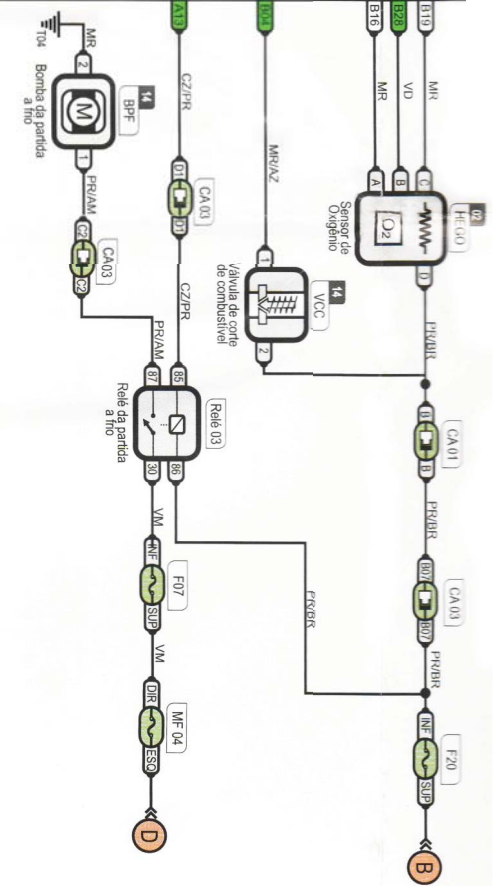 02 HEGO
CA 01
CA 03
F20
B19 MR C D PR/BR B B PR/BR B07 B07 PR/BR INF SUP B
B28 VD B
O2
B16 MR A
Sensor de
Oxigênio
14 VCC
PR/BR
B04 MR/AZ 1 2
Válvula de corte
de combustível
CA 03
Relé 03
A13 CZ/PR D1 D1 CZ/PR 85 86
F07
MF 04
PR/AM 87 30 VM INF SUP VM DIR ESQ D
Relé da partida
a frio
14 BPF
CA03
MR 2 M 1 PR/AM C2 C2
T04
Bomba da partida
a frio